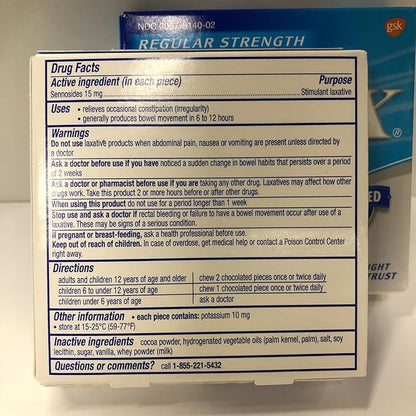 NDC 0067-8140-02
REGULAR STRENGTH
gsk
Drug Facts
Active ingredient (in each piece) Purpose
Sennosides 15 mg Stimulant laxative
Uses • relieves occasional constipation (irregularity)
• generally produces bowel movement in 6 to 12 hours
Warnings
Do not use laxative products when abdominal pain, nausea or vomiting are present unless directed by
a doctor
Ask a doctor before use if you have noticed a sudden change in bowel habits that persists over a period
of 2 weeks
Ask a doctor or pharmacist before use if you are taking any other drug. Laxatives may affect how other
drugs work. Take this product 2 or more hours before or after other drugs.
When using this product do not use for a period longer than 1 week
Stop use and ask a doctor if rectal bleeding or failure to have a bowel movement occur after use of a
laxative. These may be signs of a serious condition.
If pregnant or breast-feeding, ask a health professional before use.
Keep out of reach of children. In case of overdose, get medical help or contact a Poison Control Center
right away.
Directions
adults and children 12 years of age and older chew 2 chocolated pieces once or twice daily
children 6 to under 12 years of age chew 1 chocolated piece once or twice daily
children under 6 years of age ask a doctor
Other information • each piece contains: potassium 10 mg
• store at 15-25°C (59-77°F)
Inactive ingredients cocoa powder, hydrogenated vegetable oils (palm kernel, palm), salt, soy
lecithin, sugar, vanilla, whey powder (milk)
Questions or comments? call 1-855-221-5432
X®
TRUST